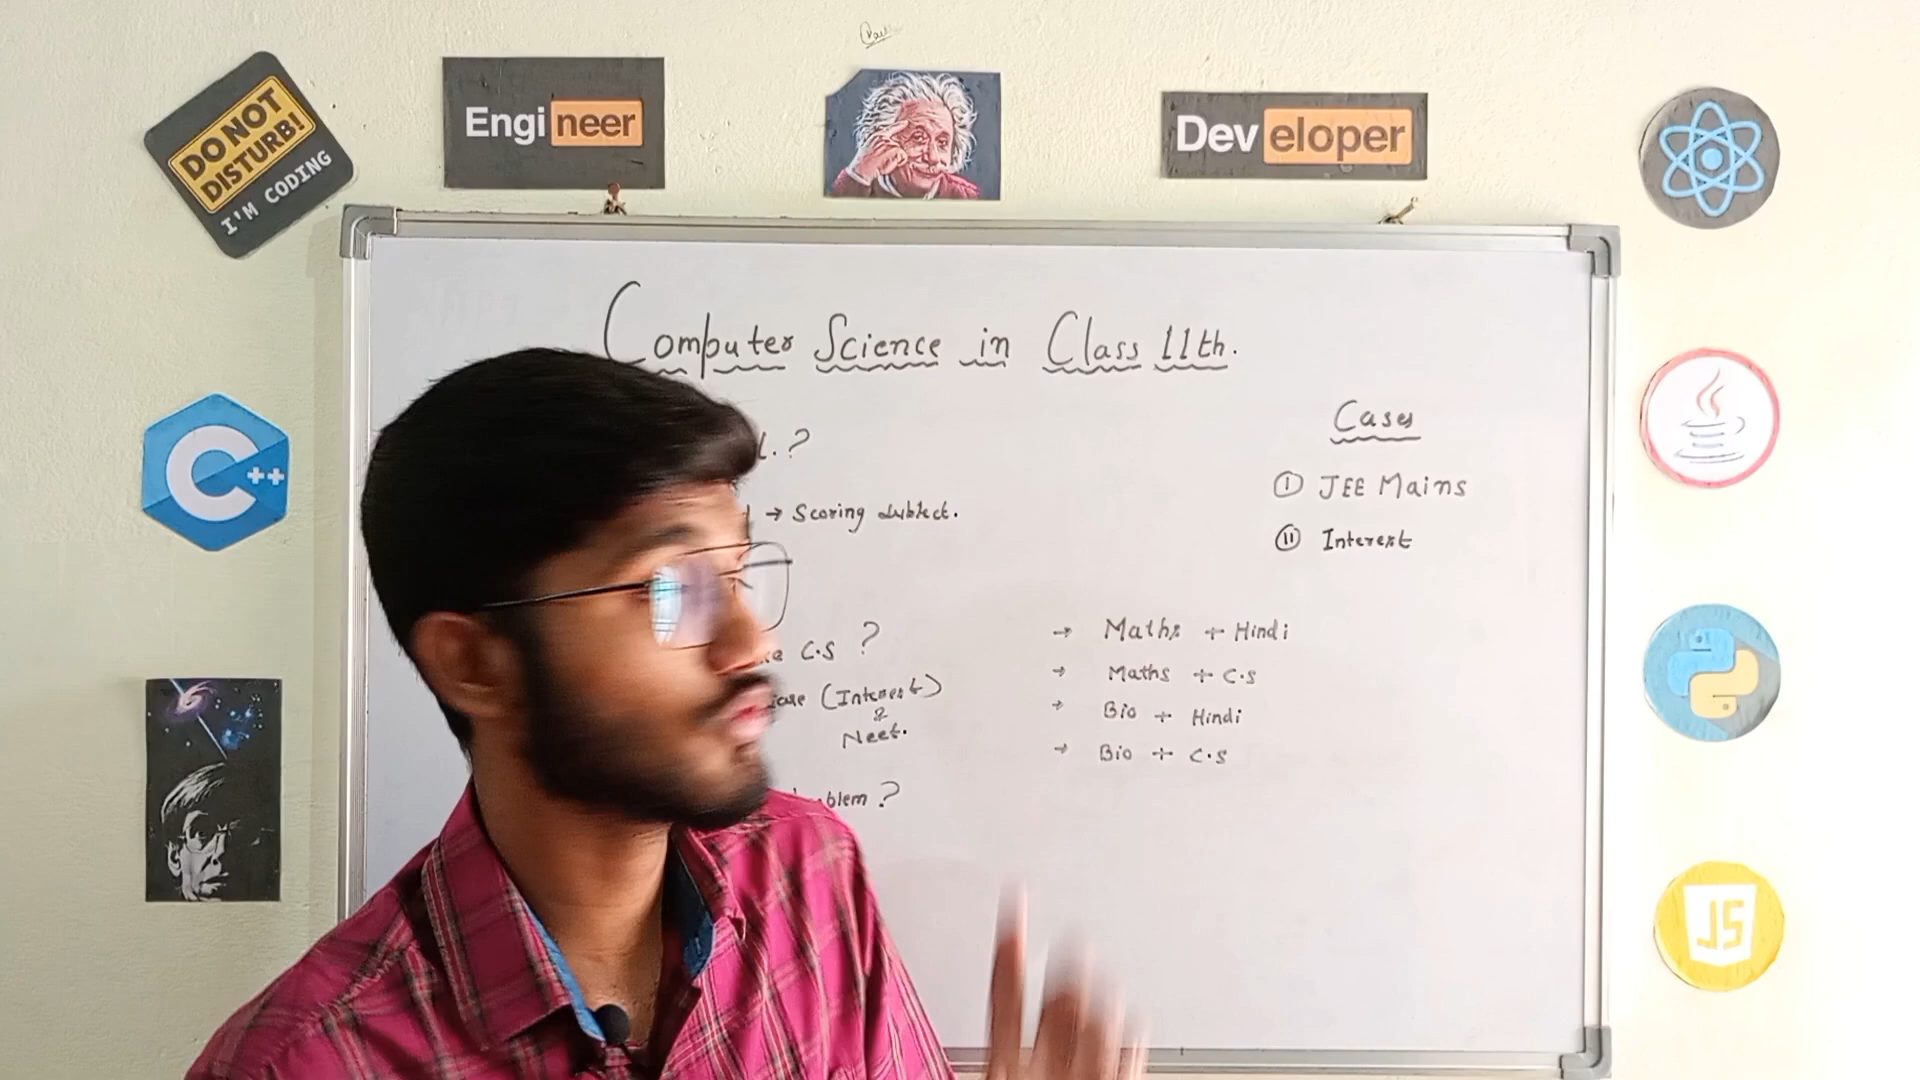 DO NOT
DISTURB!
I'M CODING
Engineer
Developer
Computer Science in Class 11th.
?
→ Scoring subject.
C.S ?
(Interest)
&
Neet.
?
Cases
I JEE Mains
II Interest
→ Maths + Hindi
→ Maths + C.S
→ Bio + Hindi
→ Bio + C.S
C++
JS